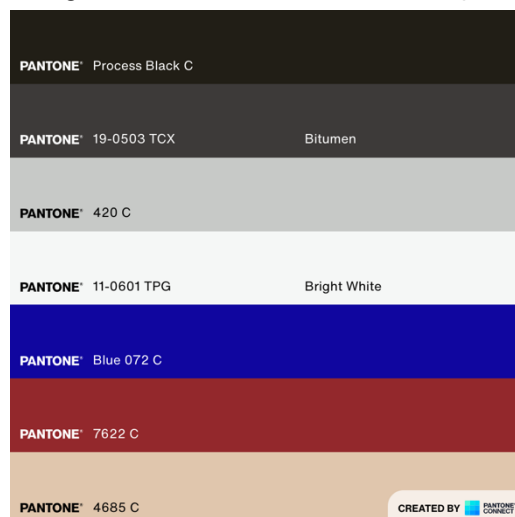 PANTONE® Process Black C
PANTONE® 19-0503 TCX Bitumen
PANTONE® 420 C
PANTONE® 11-0601 TPG Bright White
PANTONE® Blue 072 C
PANTONE® 7622 C
PANTONE® 4685 C
CREATED BY PANTONE® CONNECT